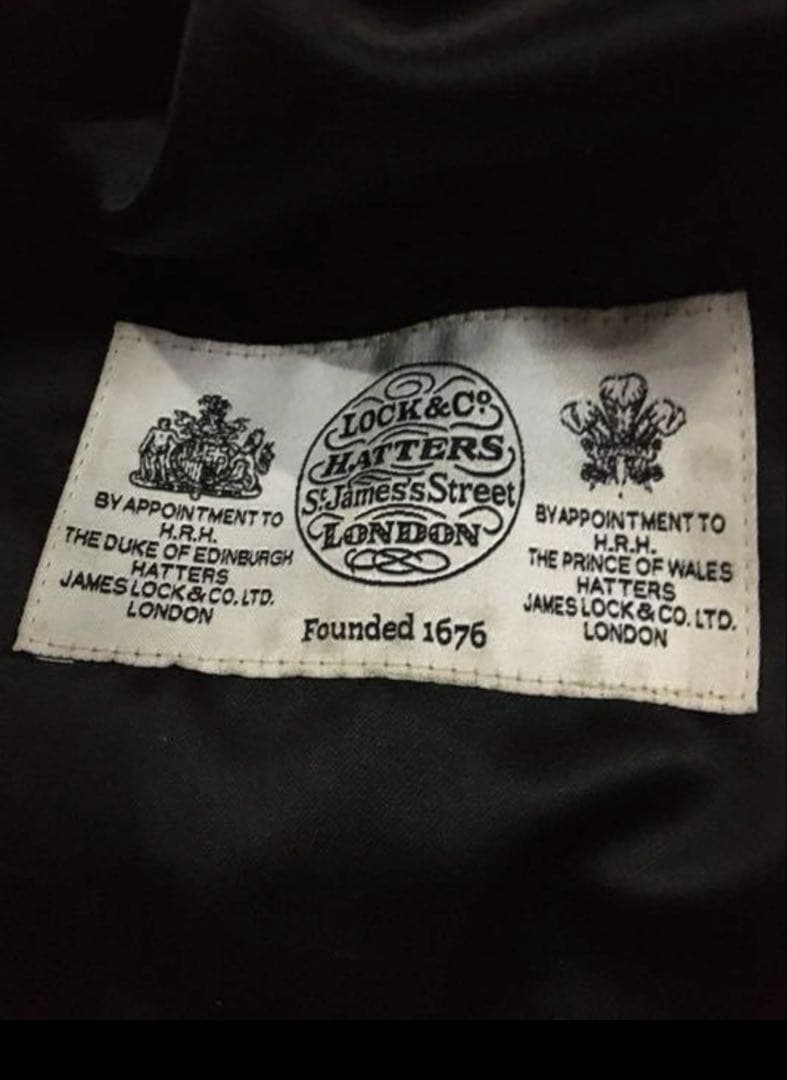 BY APPOINTMENT TO
H.R.H.
THE DUKE OF EDINBURGH
HATTERS
JAMES LOCK & CO. LTD.
LONDON
LOCK & Cº
HATTERS
St James's Street
LONDON
Founded 1676
BY APPOINTMENT TO
H.R.H.
THE PRINCE OF WALES
HATTERS
JAMES LOCK & CO. LTD.
LONDON